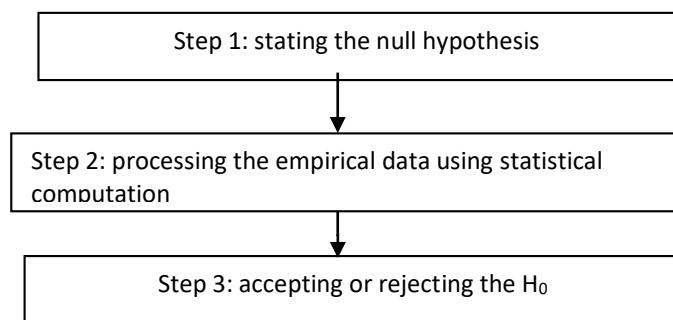 Step 1: stating the null hypothesis
Step 2: processing the empirical data using statistical
computation
Step 3: accepting or rejecting the H₀